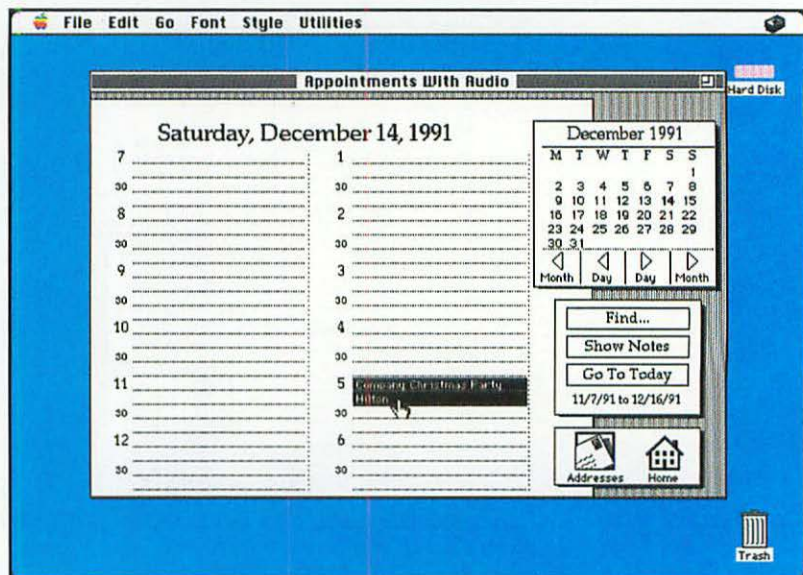 File Edit Go Font Style Utilities
Appointments With Audio
Hard Disk
Saturday, December 14, 1991
7
30
8
30
9
30
10
30
11
30
12
30
1
30
2
30
3
30
4
30
5 Company Christmas Party
Hilton
30
6
30
December 1991
M T W T F S S
1
2 3 4 5 6 7 8
9 10 11 12 13 14 15
16 17 18 19 20 21 22
23 24 25 26 27 28 29
30 31
Month Day Day Month
Find...
Show Notes
Go To Today
11/7/91 to 12/16/91
Addresses Home
Trash